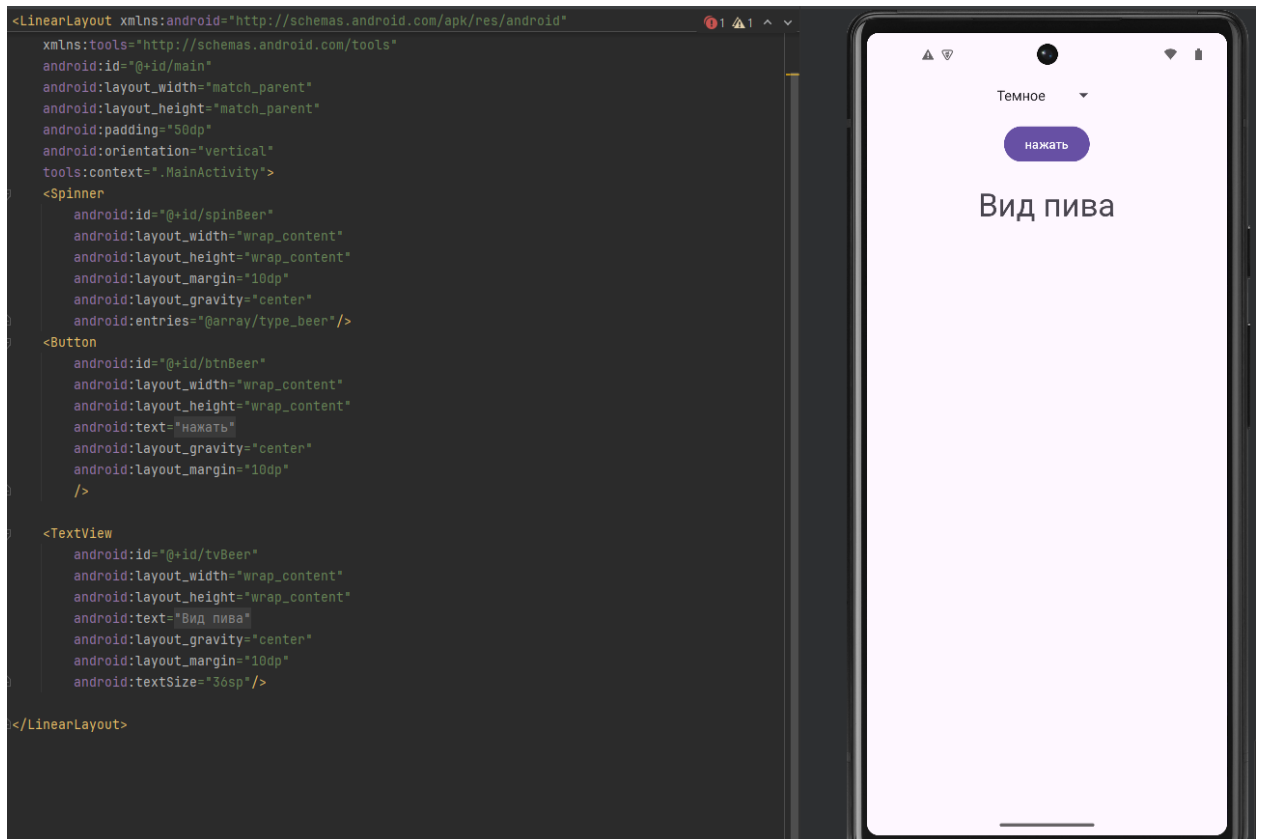 <LinearLayout xmlns:android="http://schemas.android.com/apk/res/android"
1 1
xmlns:tools="http://schemas.android.com/tools"
android:id="@+id/main"
android:layout_width="match_parent"
android:layout_height="match_parent"
android:padding="50dp"
android:orientation="vertical"
tools:context=".MainActivity">
<Spinner
android:id="@+id/spinBeer"
android:layout_width="wrap_content"
android:layout_height="wrap_content"
android:layout_margin="10dp"
android:layout_gravity="center"
android:entries="@array/type_beer"/>
<Button
android:id="@+id/btnBeer"
android:layout_width="wrap_content"
android:layout_height="wrap_content"
android:text="нажать"
android:layout_gravity="center"
android:layout_margin="10dp"
/>
<TextView
android:id="@+id/tvBeer"
android:layout_width="wrap_content"
android:layout_height="wrap_content"
android:text="Вид пива"
android:layout_gravity="center"
android:layout_margin="10dp"
android:textSize="36sp"/>
</LinearLayout>
Темное
нажать
Вид пива